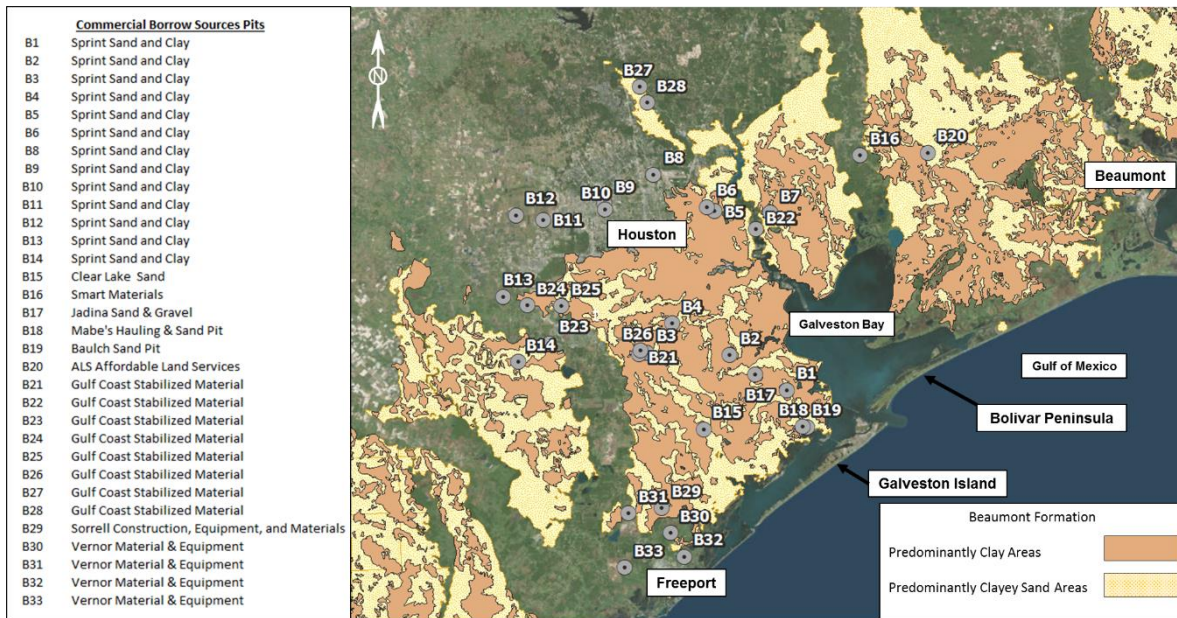 Commercial Borrow Sources Pits
B1 Sprint Sand and Clay
B2 Sprint Sand and Clay
B3 Sprint Sand and Clay
B4 Sprint Sand and Clay
B5 Sprint Sand and Clay
B6 Sprint Sand and Clay
B8 Sprint Sand and Clay
B9 Sprint Sand and Clay
B10 Sprint Sand and Clay
B11 Sprint Sand and Clay
B12 Sprint Sand and Clay
B13 Sprint Sand and Clay
B14 Sprint Sand and Clay
B15 Clear Lake Sand
B16 Smart Materials
B17 Jadina Sand & Gravel
B18 Mabe's Hauling & Sand Pit
B19 Baulch Sand Pit
B20 ALS Affordable Land Services
B21 Gulf Coast Stabilized Material
B22 Gulf Coast Stabilized Material
B23 Gulf Coast Stabilized Material
B24 Gulf Coast Stabilized Material
B25 Gulf Coast Stabilized Material
B26 Gulf Coast Stabilized Material
B27 Gulf Coast Stabilized Material
B28 Gulf Coast Stabilized Material
B29 Sorrell Construction, Equipment, and Materials
B30 Vernor Material & Equipment
B31 Vernor Material & Equipment
B32 Vernor Material & Equipment
B33 Vernor Material & Equipment
N
B27
B28
B16
B20
B8
Beaumont
B9
B6
B10
B7
B12
B5
B11
B22
Houston
B13
B24
B25
B4
Galveston Bay
B23
B26
B3
B14
B21
B2
Gulf of Mexico
B1
B17
B15
B18
B19
Bolivar Peninsula
Galveston Island
B31
B29
B30
B32
B33
Freeport
Beaumont Formation
Predominantly Clay Areas
Predominantly Clayey Sand Areas